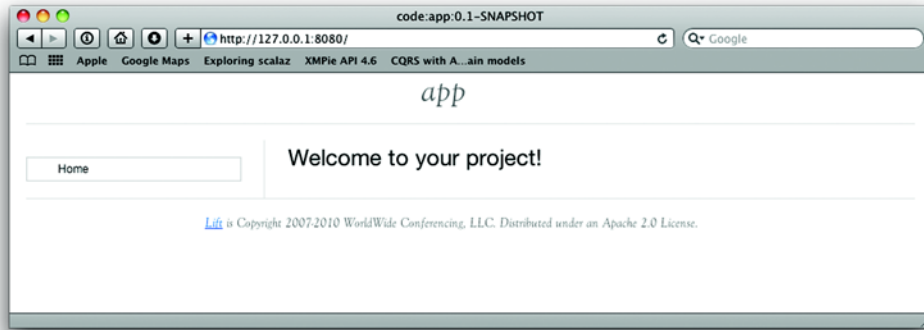 code:app:0.1-SNAPSHOT
http://127.0.0.1:8080/
Google
Apple Google Maps Exploring scalaz XMPie API 4.6 CQRS with A...ain models
app
Home
Welcome to your project!
Lift is Copyright 2007-2010 WorldWide Conferencing, LLC. Distributed under an Apache 2.0 License.